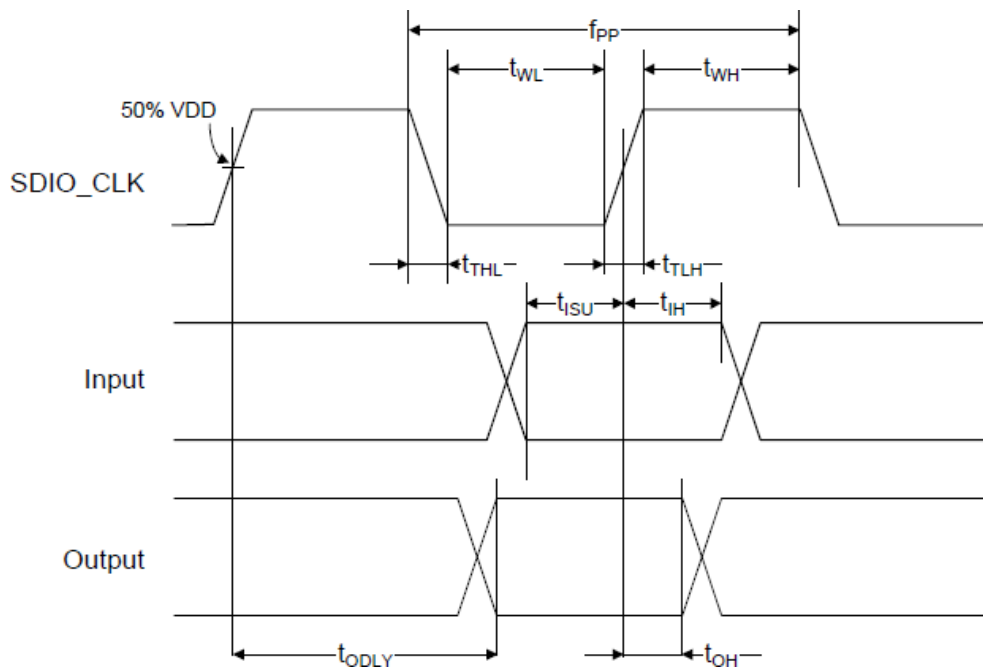 fPP
tWL
tWH
50% VDD
SDIO_CLK
tTHL
tTLH
tISU
tIH
Input
Output
tODLY
tOH